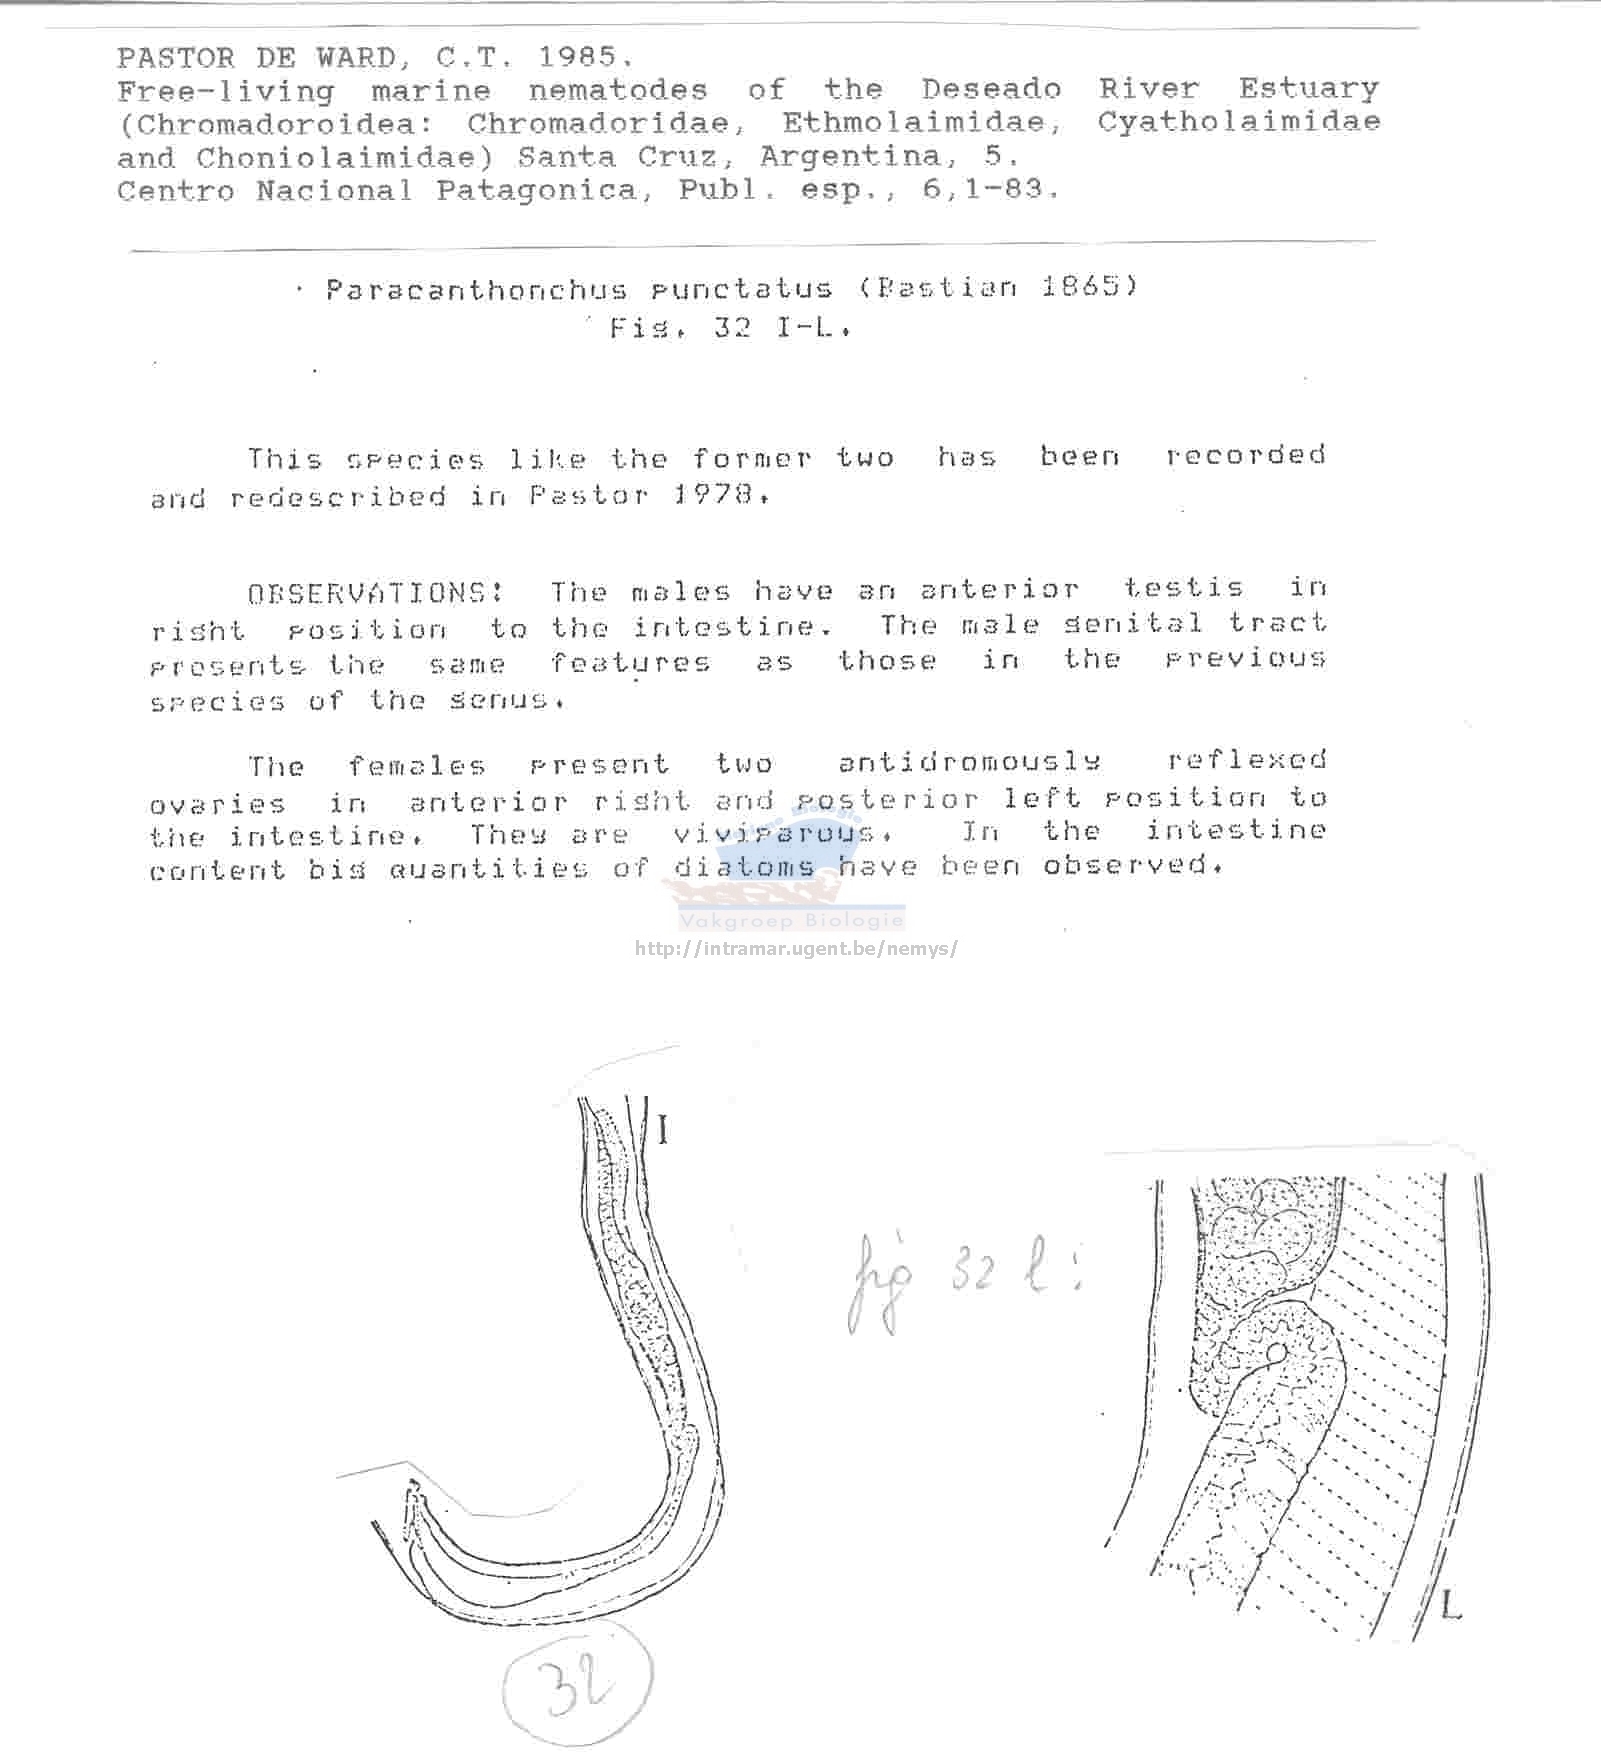 PASTOR DE WARD, C.T. 1985.
Free-living marine nematodes of the Deseado River Estuary
(Chromadoroidea: Chromadoridae, Ethmolaimidae, Cyatholaimidae
and Choniolaimidae) Santa Cruz, Argentina, 5.
Centro Nacional Patagonica, Publ. esp., 6,1-83.
Paracanthonchus punctatus (Bastian 1865)
Fig. 32 I-L.
This species like the former two has been recorded
and redescribed in Pastor 1978.
OBSERVATIONS: The males have an anterior testis in
right position to the intestine. The male genital tract
presents the same features as those in the previous
species of the genus.
The females present two antidromously reflexed
ovaries in anterior right and posterior left position to
the intestine. They are viviparous. In the intestine
content big quantities of diatoms have been observed.
Marine Biologie
Vakgroep Biologie
http://intramar.ugent.be/nemys/
I
fig 32 l:
L
32